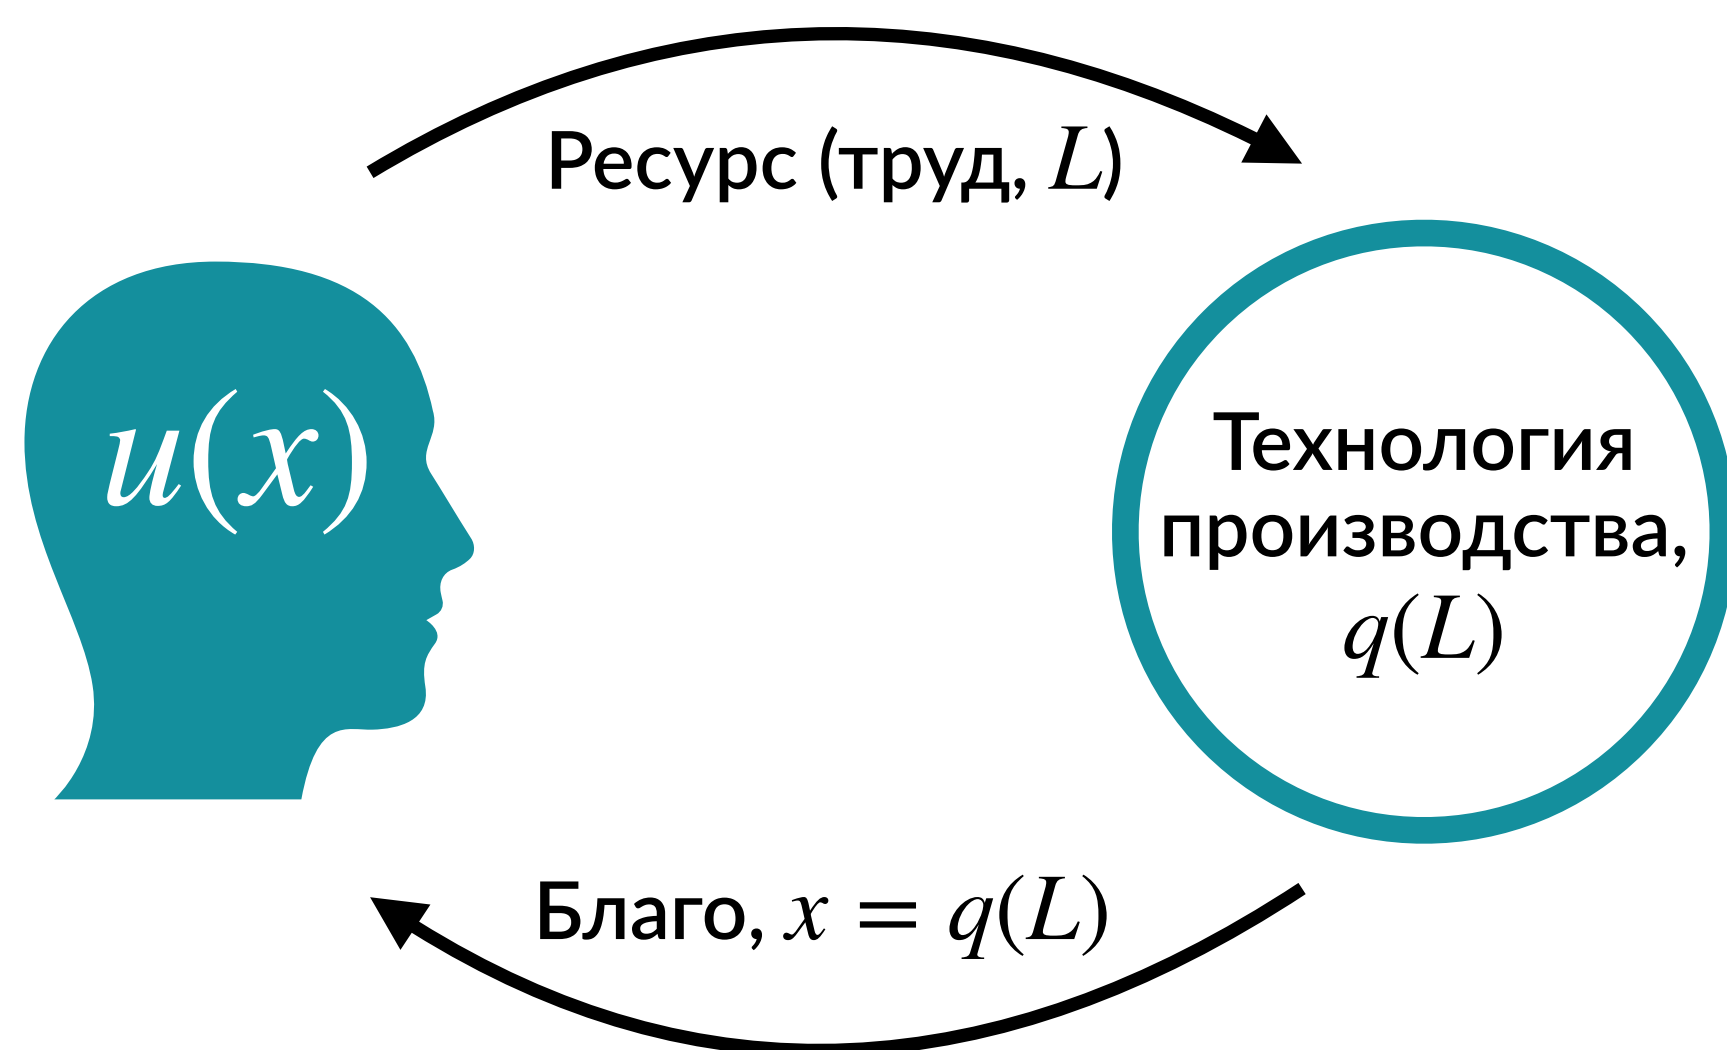 Ресурс (труд, L)
u(x)
Технология
производства,
q(L)
Благо, x = q(L)